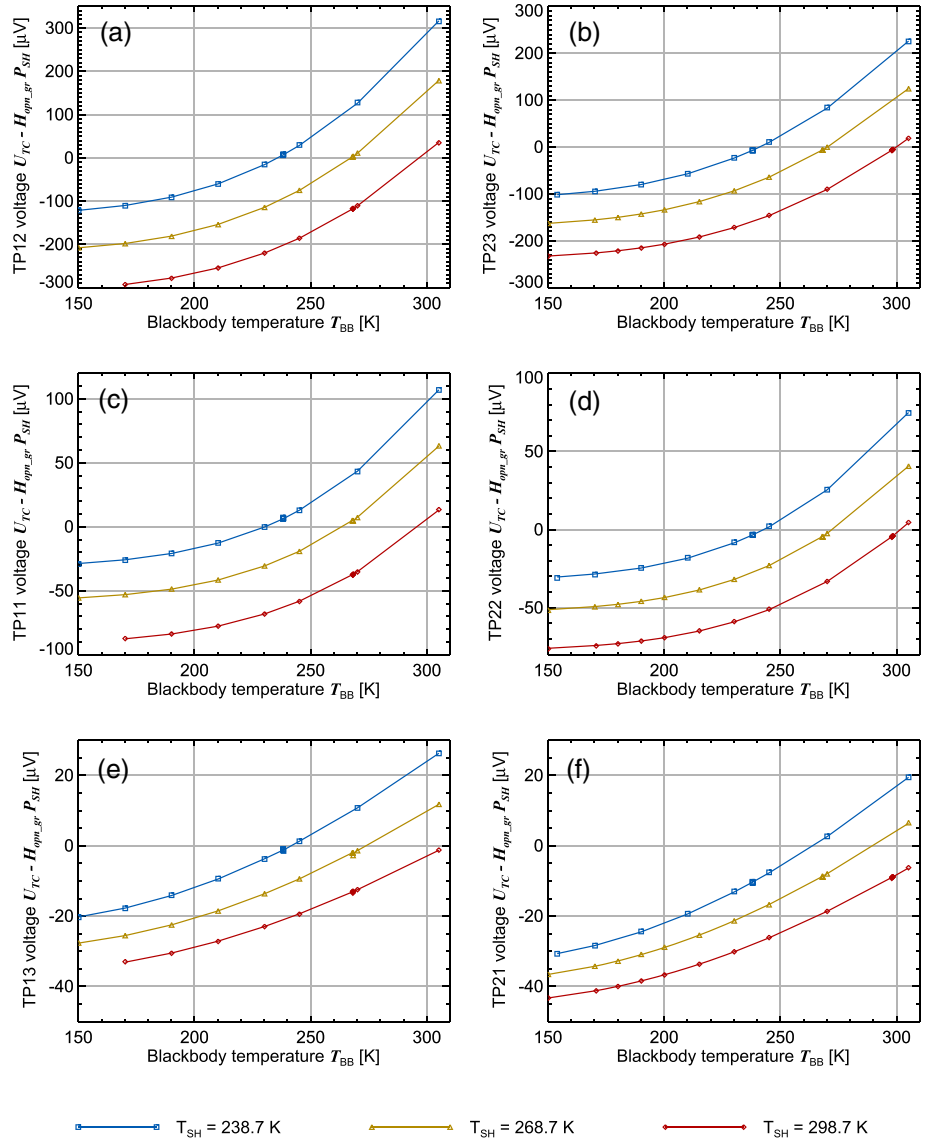 (a)
TP12 voltage U_TC - H_opn_gr P_SH [µV]
300
200
100
0
-100
-200
-300
150 200 250 300
Blackbody temperature T_BB [K]
(b)
TP23 voltage U_TC - H_opn_gr P_SH [µV]
300
200
100
0
-100
-200
-300
150 200 250 300
Blackbody temperature T_BB [K]
(c)
TP11 voltage U_TC - H_opn_gr P_SH [µV]
100
50
0
-50
-100
150 200 250 300
Blackbody temperature T_BB [K]
(d)
TP22 voltage U_TC - H_opn_gr P_SH [µV]
100
50
0
-50
150 200 250 300
Blackbody temperature T_BB [K]
(e)
TP13 voltage U_TC - H_opn_gr P_SH [µV]
20
0
-20
-40
150 200 250 300
Blackbody temperature T_BB [K]
(f)
TP21 voltage U_TC - H_opn_gr P_SH [µV]
20
0
-20
-40
150 200 250 300
Blackbody temperature T_BB [K]
T_SH = 238.7 K
T_SH = 268.7 K
T_SH = 298.7 K